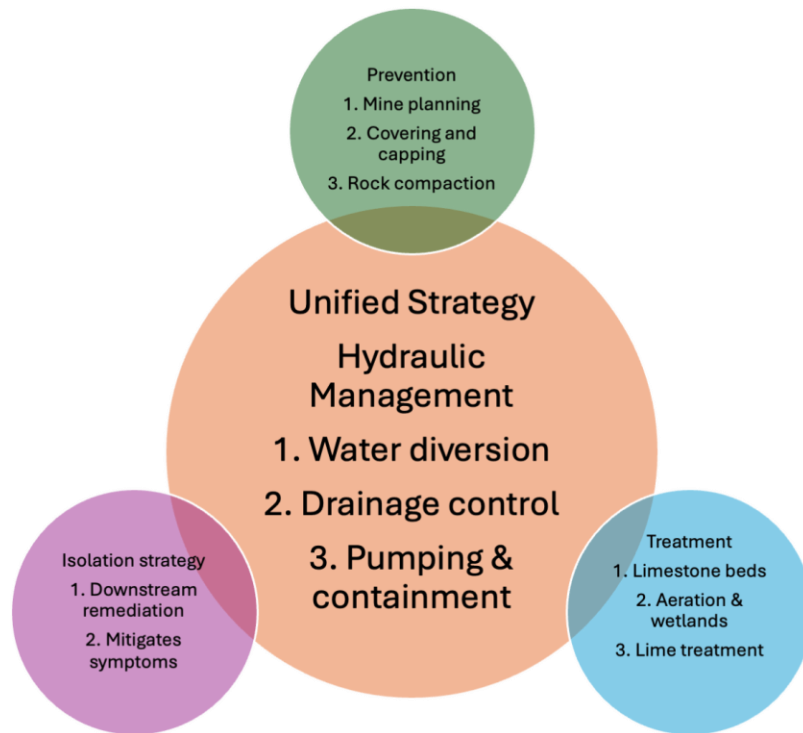 Prevention
1. Mine planning
2. Covering and
capping
3. Rock compaction
Unified Strategy
Hydraulic
Management
1. Water diversion
2. Drainage control
3. Pumping &
containment
Isolation strategy
1. Downstream
remediation
2. Mitigates
symptoms
Treatment
1. Limestone beds
2. Aeration &
wetlands
3. Lime treatment